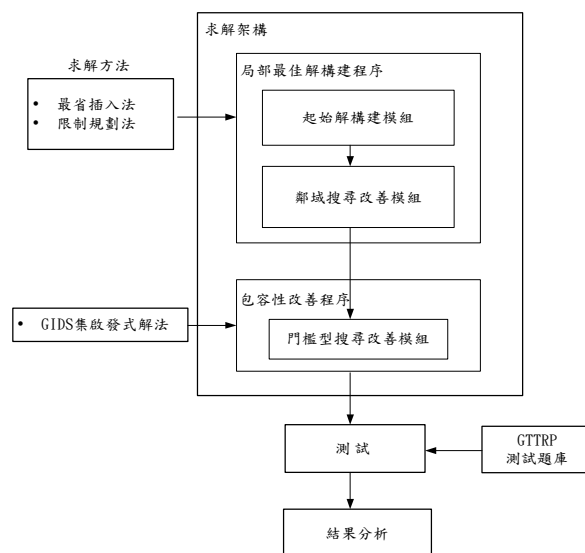 求解架構
求解方法
局部最佳解構建程序
• 最省插入法
• 限制規劃法
起始解構建模組
鄰域搜尋改善模組
包容性改善程序
• GIDS集啟發式解法
門檻型搜尋改善模組
測試
GTTRP
測試題庫
結果分析